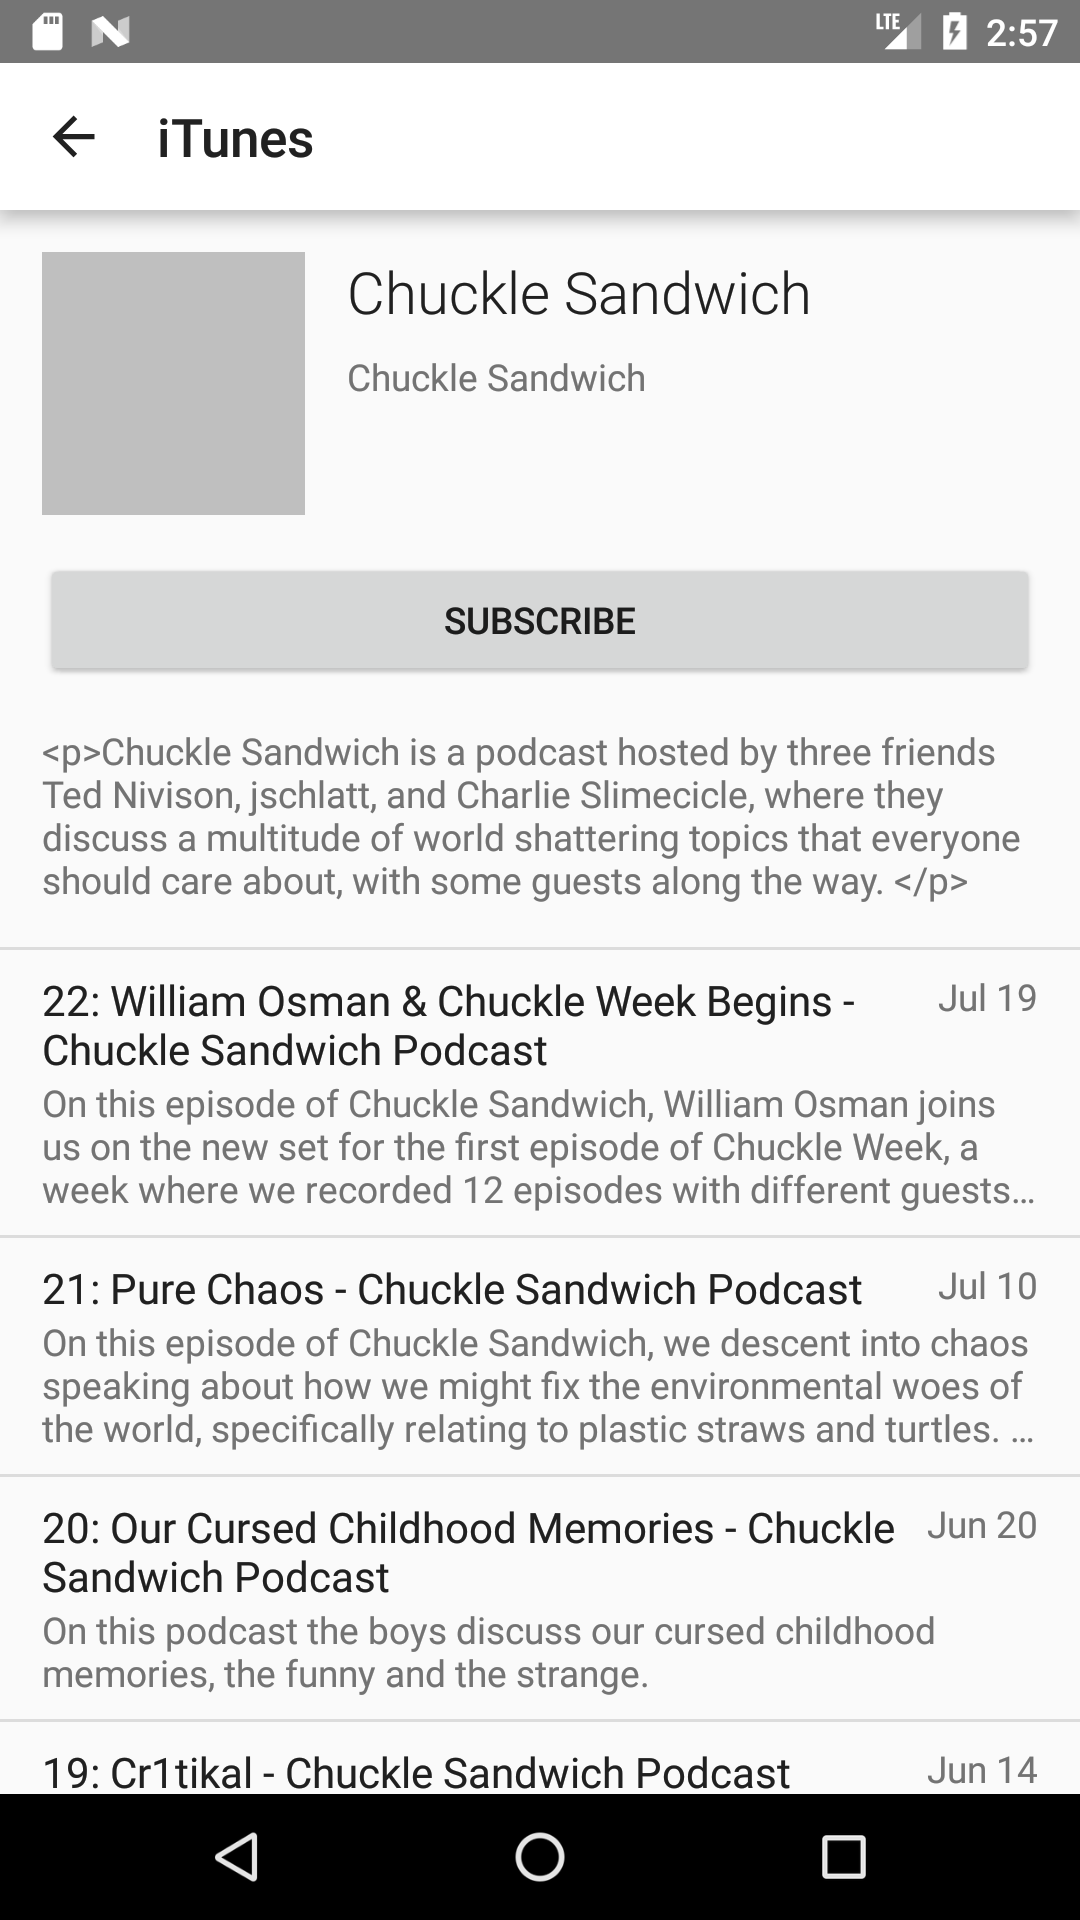 LTE 2:57
iTunes
Chuckle Sandwich
Chuckle Sandwich
SUBSCRIBE
<p>Chuckle Sandwich is a podcast hosted by three friends
Ted Nivison, jschlatt, and Charlie Slimecicle, where they
discuss a multitude of world shattering topics that everyone
should care about, with some guests along the way. </p>
22: William Osman & Chuckle Week Begins - Jul 19
Chuckle Sandwich Podcast
On this episode of Chuckle Sandwich, William Osman joins
us on the new set for the first episode of Chuckle Week, a
week where we recorded 12 episodes with different guests...
21: Pure Chaos - Chuckle Sandwich Podcast Jul 10
On this episode of Chuckle Sandwich, we descent into chaos
speaking about how we might fix the environmental woes of
the world, specifically relating to plastic straws and turtles. ...
20: Our Cursed Childhood Memories - Chuckle Jun 20
Sandwich Podcast
On this podcast the boys discuss our cursed childhood
memories, the funny and the strange.
19: Cr1tikal - Chuckle Sandwich Podcast Jun 14